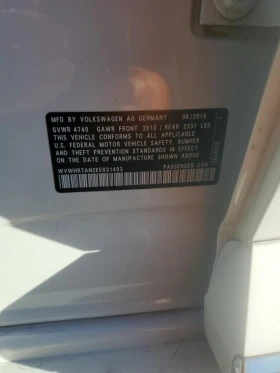 MFD BY VOLKSWAGEN AG GERMANY 06/2019
GVWR 4740 GAWR FRONT 2513 / REAR 2337 LBS
THIS VEHICLE CONFORMS TO ALL APPLICABLE
U.S. FEDERAL MOTOR VEHICLE SAFETY, BUMPER
AND THEFT PREVENTION STANDARDS IN EFFECT ON
THE DATE OF MANUFACTURE SHOWN ABOVE
PASSENGER CAR